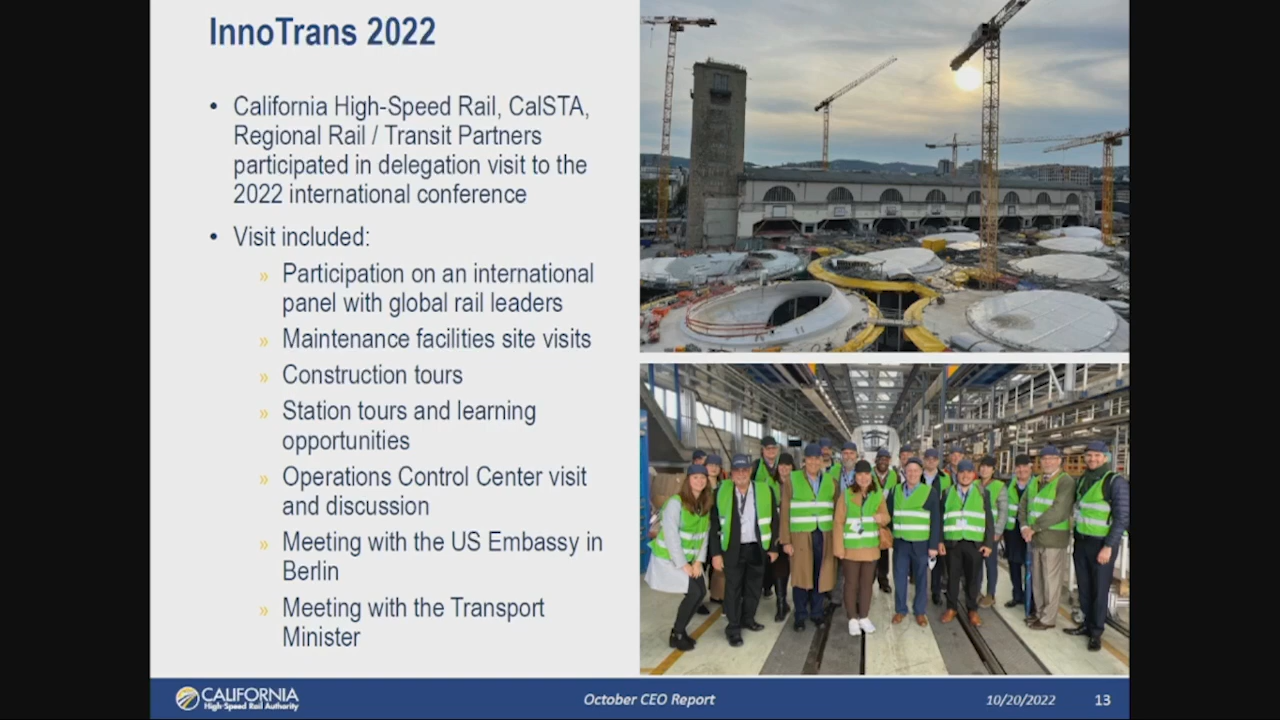 InnoTrans 2022
• California High-Speed Rail, CalSTA,
Regional Rail / Transit Partners
participated in delegation visit to the
2022 international conference
• Visit included:
» Participation on an international
panel with global rail leaders
» Maintenance facilities site visits
» Construction tours
» Station tours and learning
opportunities
» Operations Control Center visit
and discussion
» Meeting with the US Embassy in
Berlin
» Meeting with the Transport
Minister
CALIFORNIA
High-Speed Rail Authority
October CEO Report
10/20/2022
13